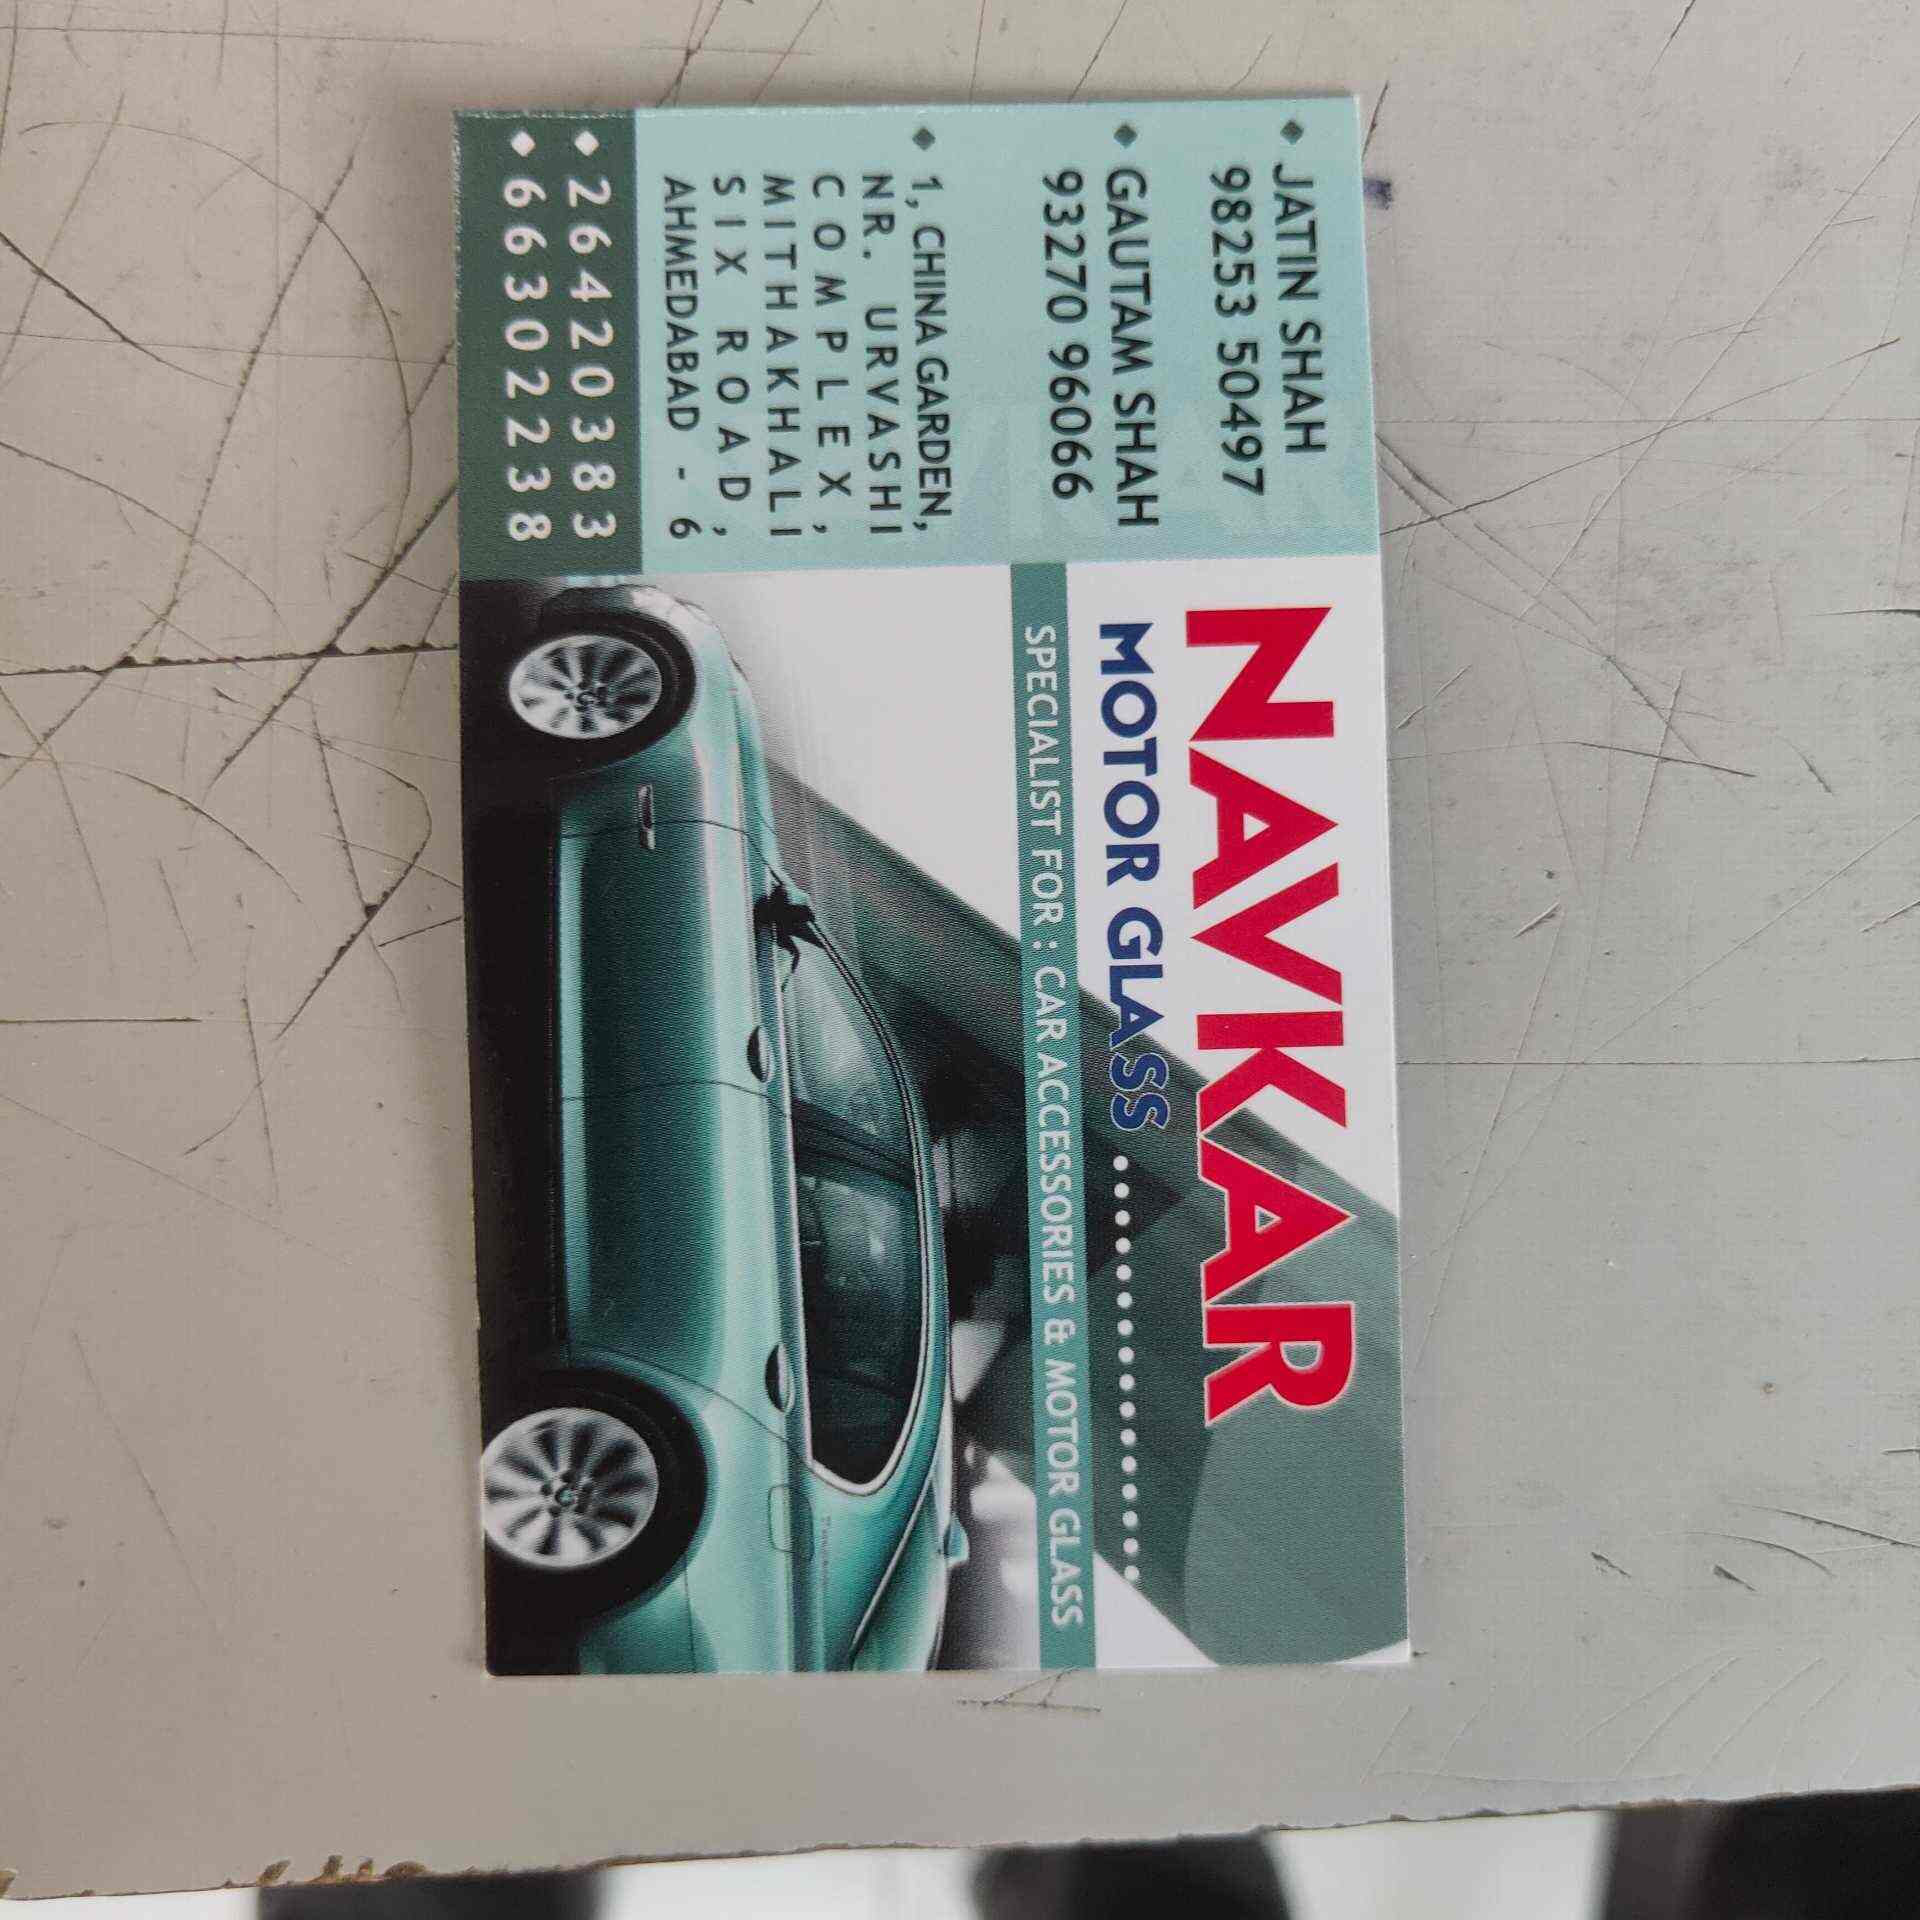 ◆ JATIN SHAH
98253 50497
◆ GAUTAM SHAH
93270 96066
◆ 1, CHINA GARDEN,
NR. URVASHI
COMPLEX,
MITHAKHALI
SIX ROAD,
AHMEDABAD - 6
◆ 26420383
◆ 66302238
NAVKAR
MOTOR GLASS
SPECIALIST FOR : CAR ACCESSORIES & MOTOR GLASS